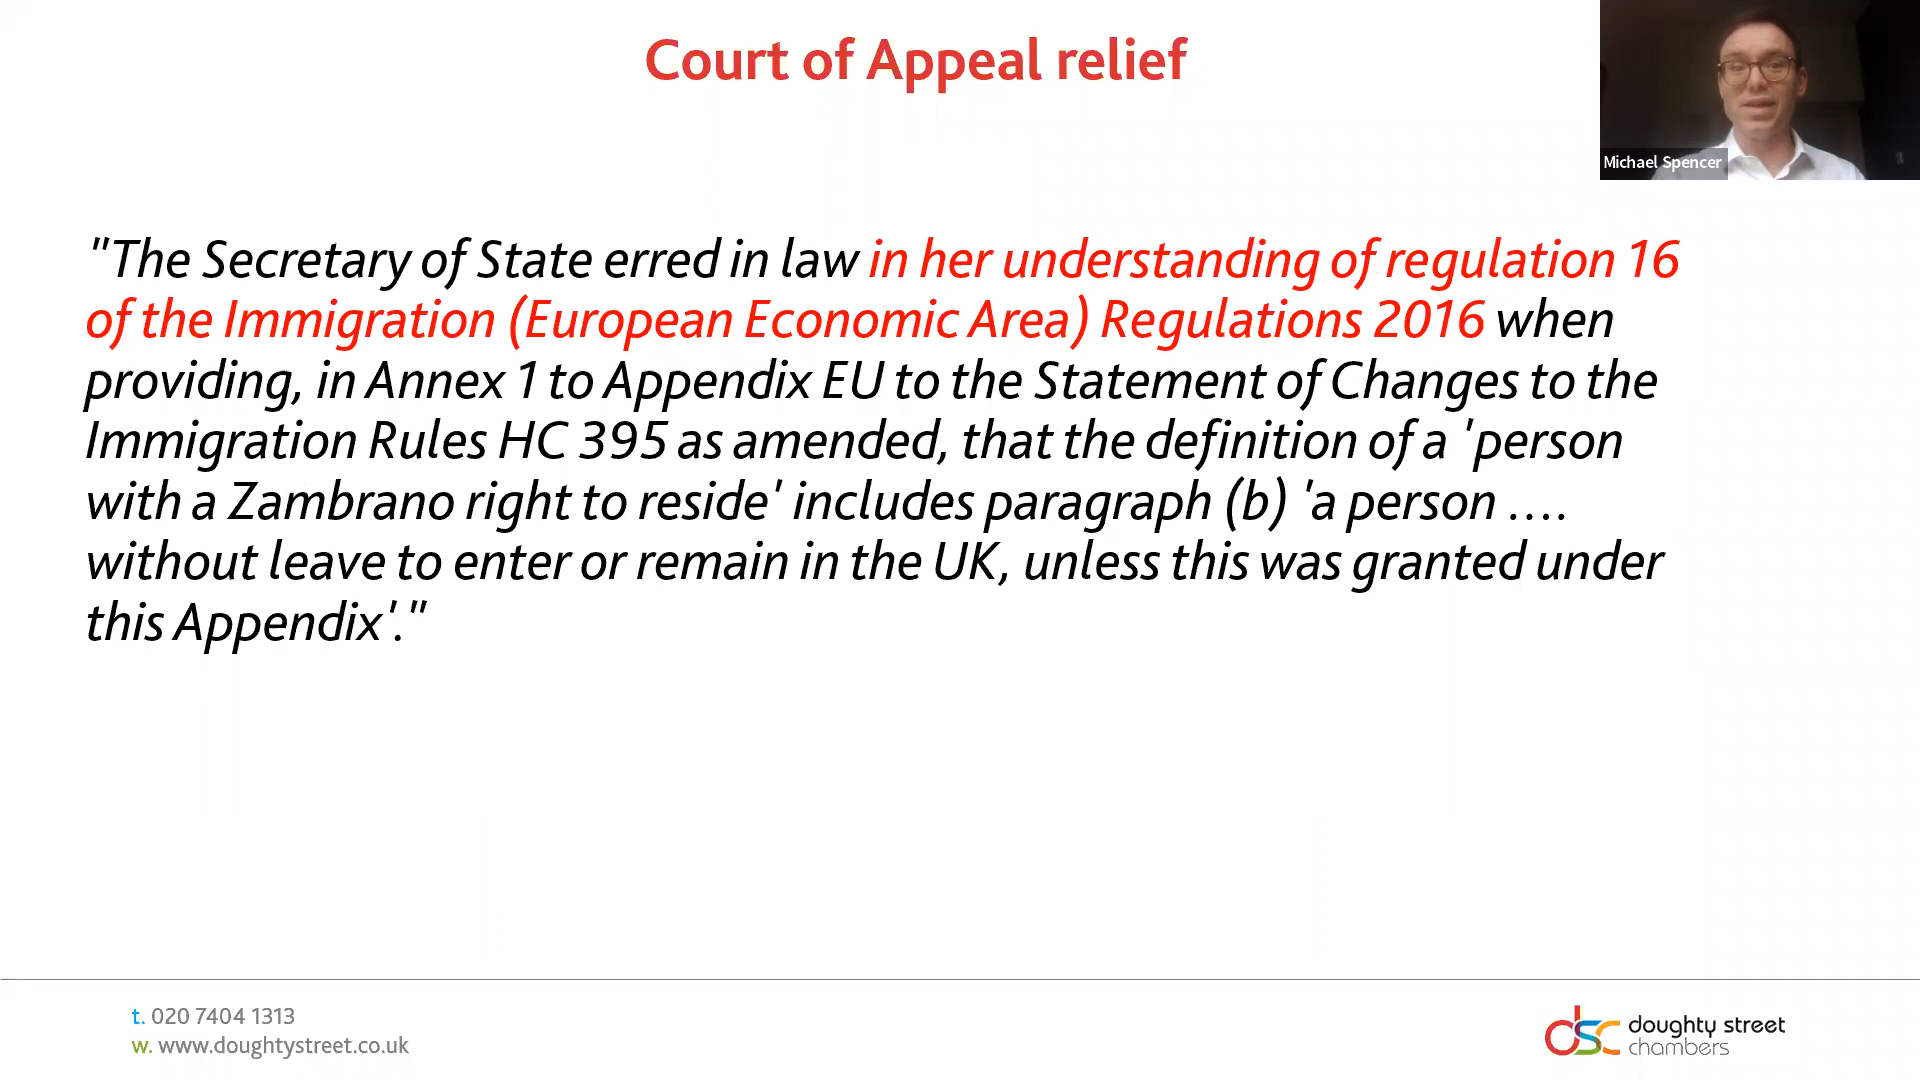 Court of Appeal relief
Michael Spencer
"The Secretary of State erred in law in her understanding of regulation 16
of the Immigration (European Economic Area) Regulations 2016 when
providing, in Annex 1 to Appendix EU to the Statement of Changes to the
Immigration Rules HC 395 as amended, that the definition of a 'person
with a Zambrano right to reside' includes paragraph (b) 'a person ....
without leave to enter or remain in the UK, unless this was granted under
this Appendix'."
t. 020 7404 1313
w. www.doughtystreet.co.uk
dsc
doughty street
chambers